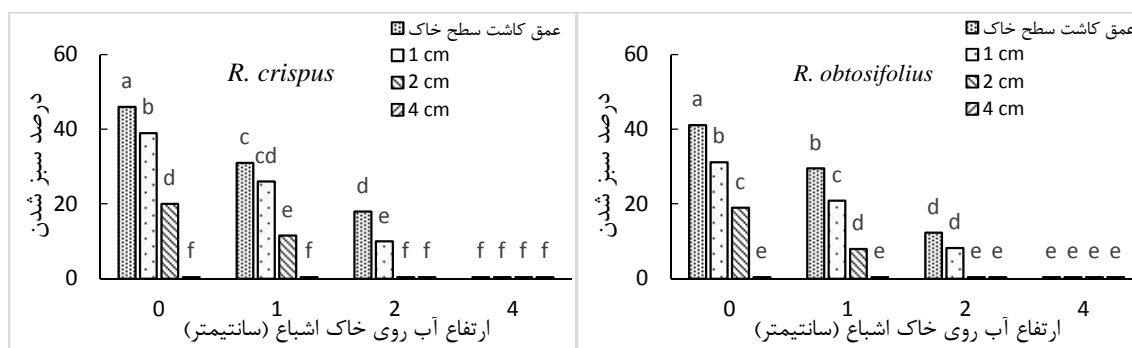 عمق کاشت سطح خاک
1 cm
2 cm
4 cm
R. crispus
درصد سبز شدن
60
40
20
0
a b d f
c cd e f
d e f f
f f f f
0 1 2 4
ارتفاع آب روی خاک اشباع (سانتیمتر)
عمق کاشت سطح خاک
1 cm
2 cm
4 cm
R. obtosifolius
درصد سبز شدن
60
40
20
0
a b c e
b c d e
d d e e
e e e e
0 1 2 4
ارتفاع آب روی خاک اشباع (سانتیمتر)